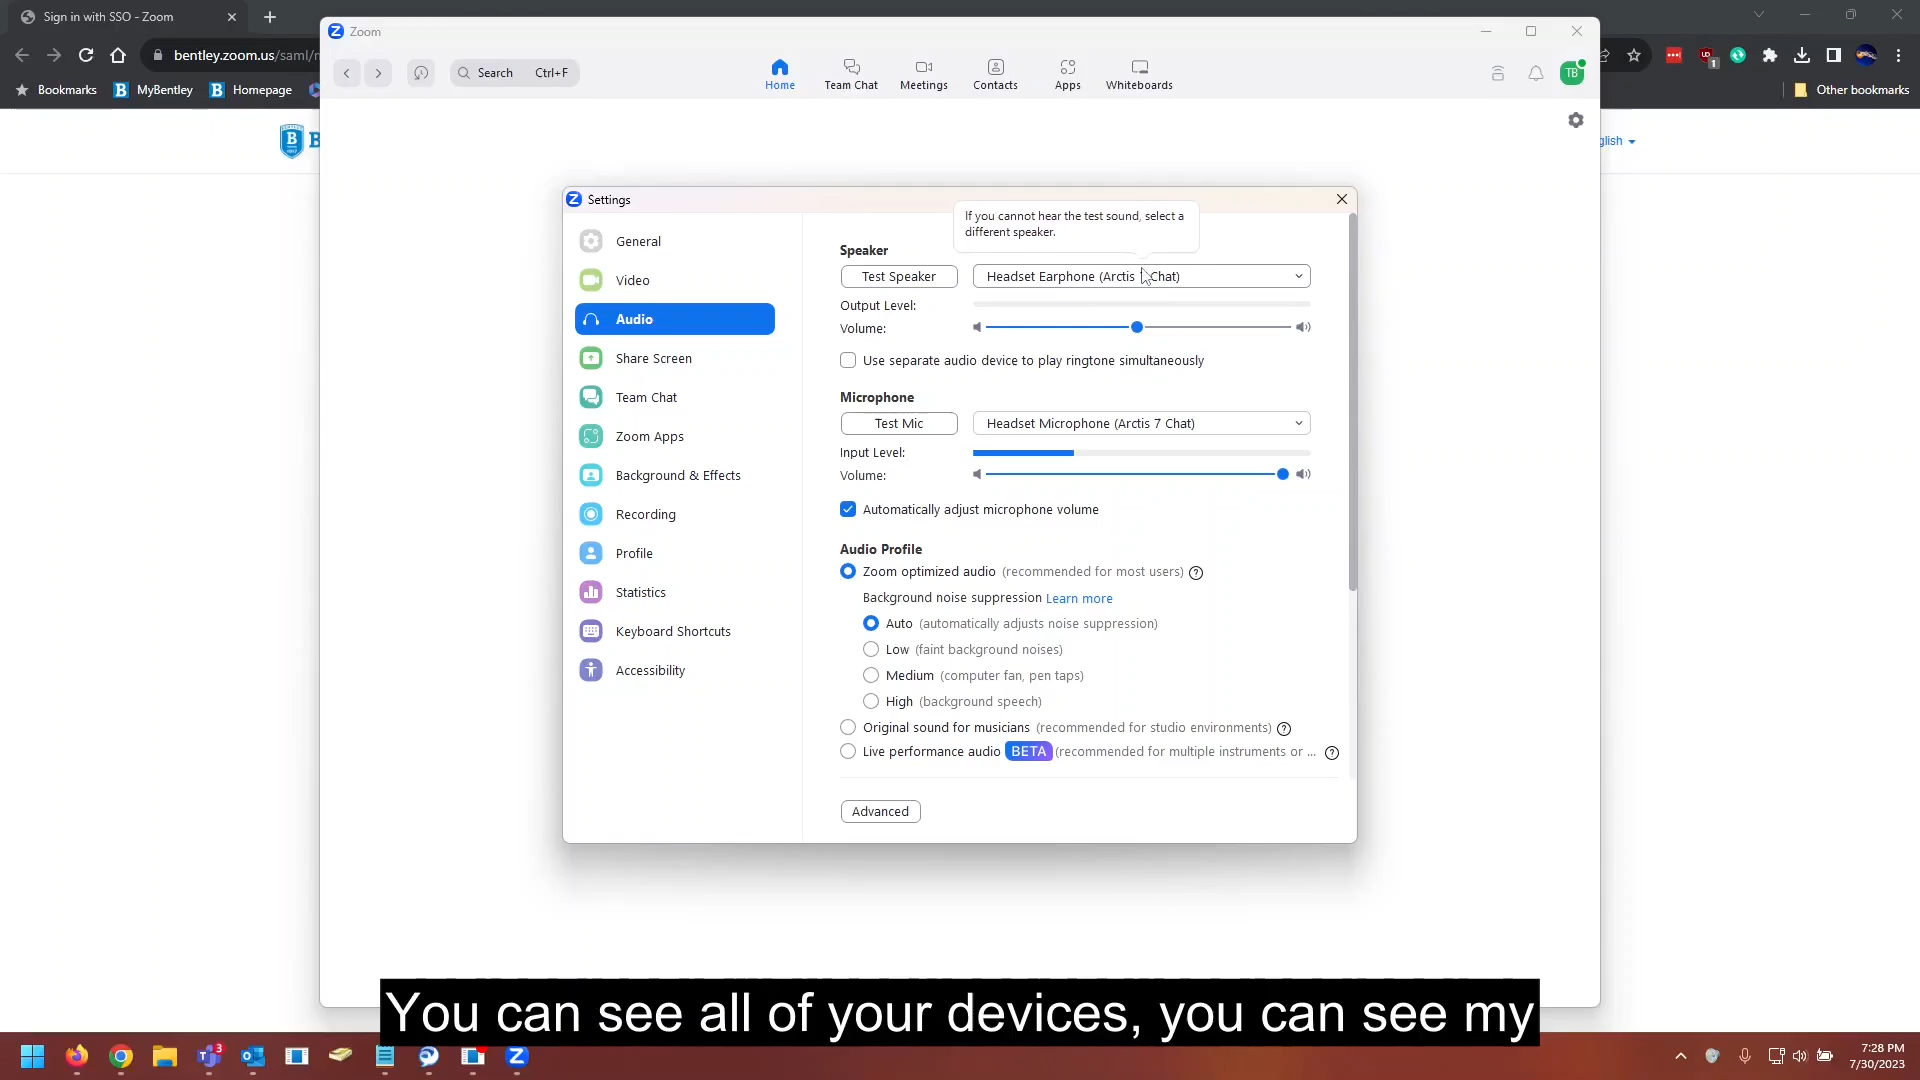 Sign in with SSO - Zoom
bentley.zoom.us/saml/
Bookmarks
MyBentley
Homepage
Other bookmarks
Zoom
Search Ctrl+F
Home
Team Chat
Meetings
Contacts
Apps
Whiteboards
TB
glish
Settings
If you cannot hear the test sound, select a
different speaker.
General
Video
Audio
Share Screen
Team Chat
Zoom Apps
Background & Effects
Recording
Profile
Statistics
Keyboard Shortcuts
Accessibility
Speaker
Test Speaker
Headset Earphone (Arctis Chat)
Output Level:
Volume:
Use separate audio device to play ringtone simultaneously
Microphone
Test Mic
Headset Microphone (Arctis 7 Chat)
Input Level:
Volume:
Automatically adjust microphone volume
Audio Profile
Zoom optimized audio (recommended for most users)
Background noise suppression Learn more
Auto (automatically adjusts noise suppression)
Low (faint background noises)
Medium (computer fan, pen taps)
High (background speech)
Original sound for musicians (recommended for studio environments)
Live performance audio BETA (recommended for multiple instruments or ...
Advanced
You can see all of your devices, you can see my
3
7:28 PM
7/30/2023